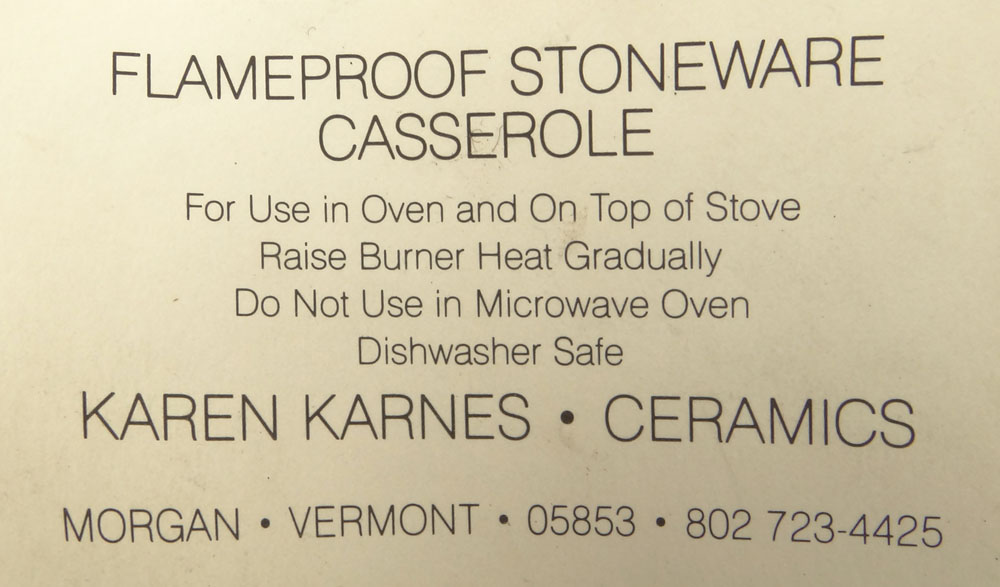 FLAMEPROOF STONEWARE
CASSEROLE
For Use in Oven and On Top of Stove
Raise Burner Heat Gradually
Do Not Use in Microwave Oven
Dishwasher Safe
KAREN KARNES • CERAMICS
MORGAN • VERMONT • 05853 • 802 723-4425